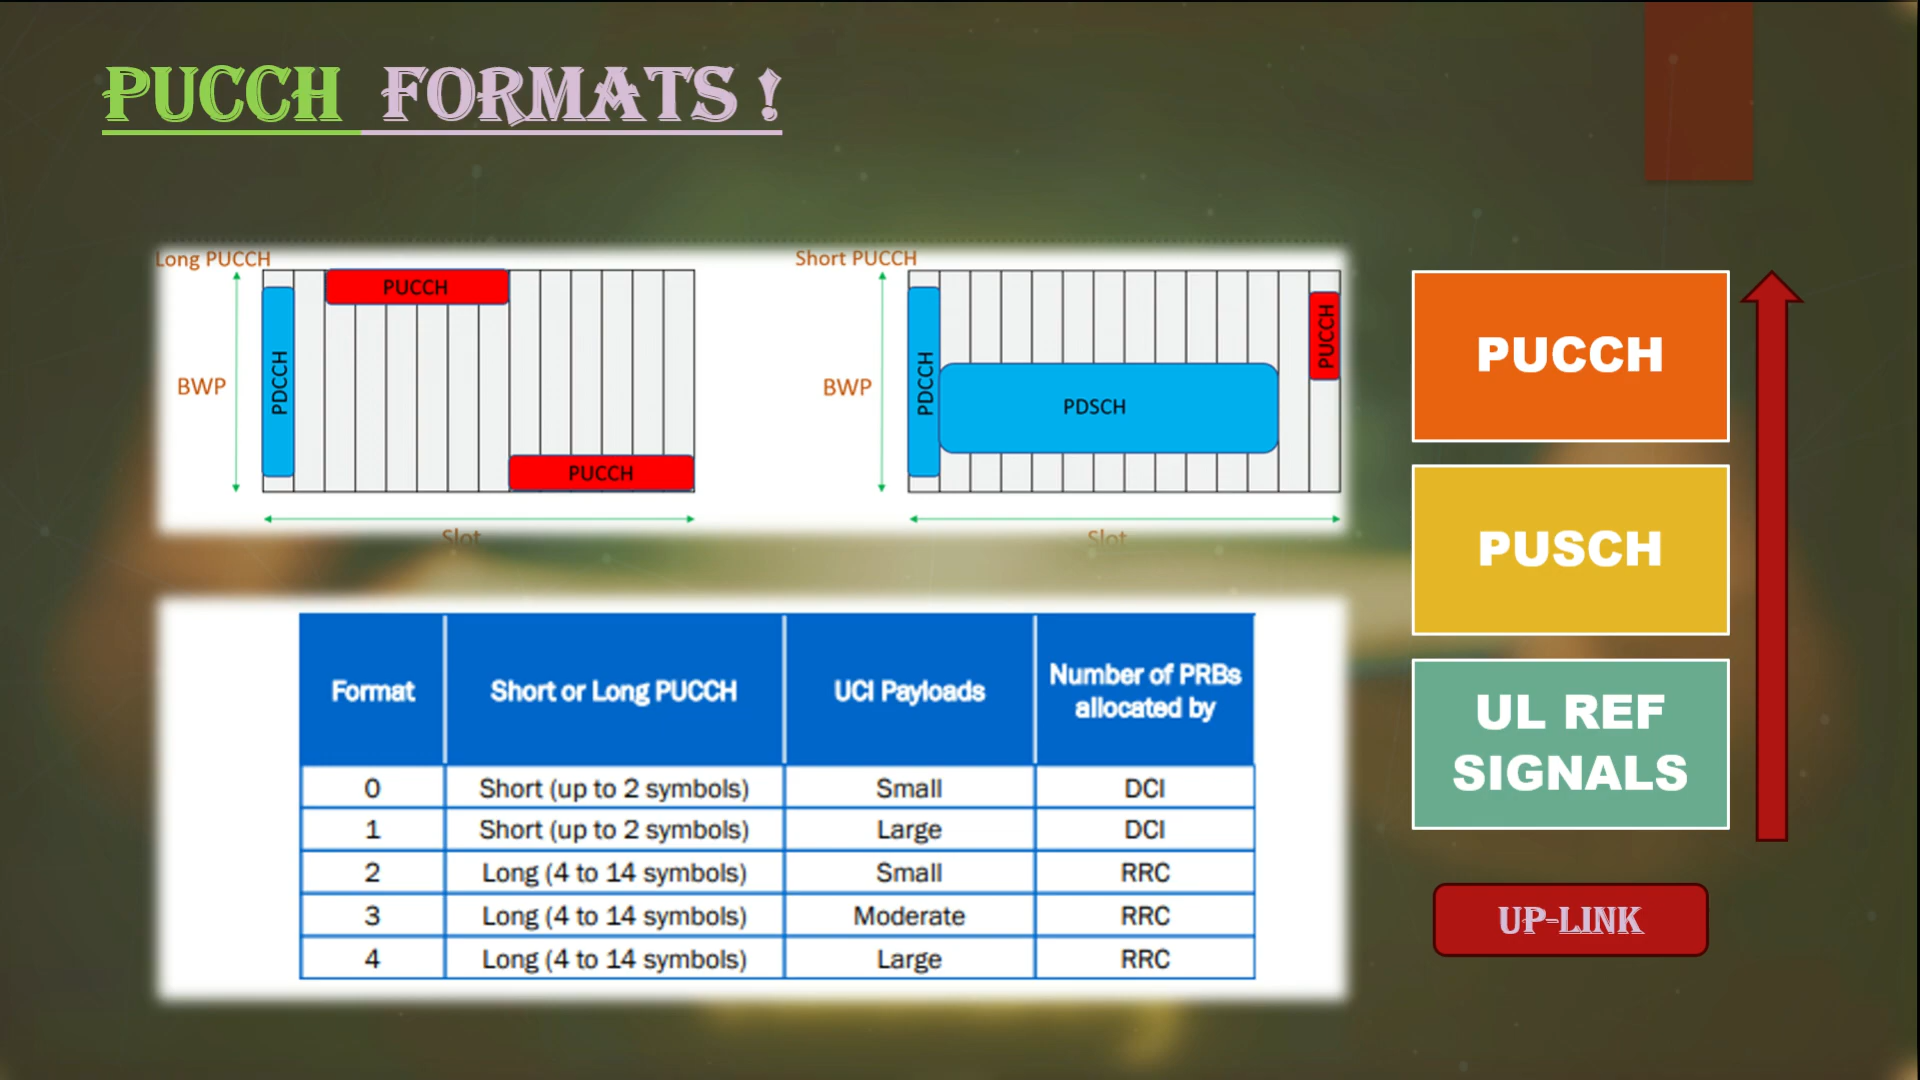 PUCCH FORMATS !
Long PUCCH
PUCCH
PDCCH
BWP
PUCCH
Slot
Short PUCCH
PUCCH
PDCCH
BWP
PDSCH
Slot
Format Short or Long PUCCH UCI Payloads Number of PRBs allocated by
0 Short (up to 2 symbols) Small DCI
1 Short (up to 2 symbols) Large DCI
2 Long (4 to 14 symbols) Small RRC
3 Long (4 to 14 symbols) Moderate RRC
4 Long (4 to 14 symbols) Large RRC
PUCCH
PUSCH
UL REF
SIGNALS
UP-LINK